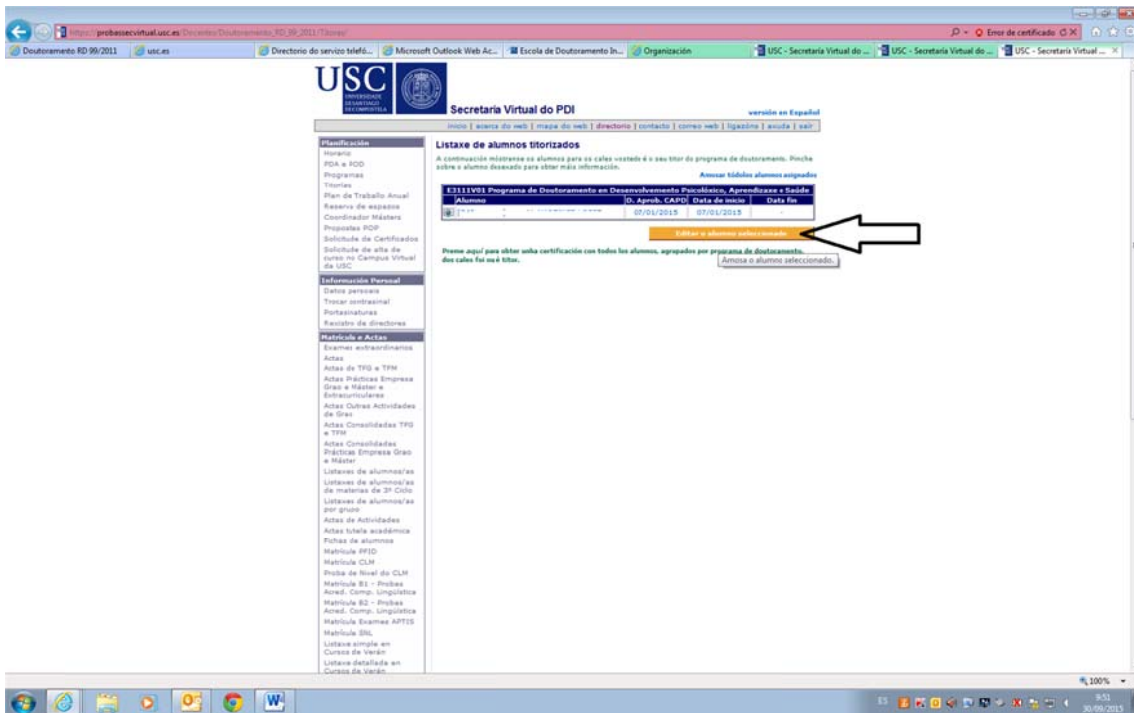 https://probassecvirtual.usc.es/Docentes/Doutoramento_RD_99_2011/Titores/
Error de certificado
Doutoramento RD 99/2011
usc.es
Directorio do servizo telefó...
Microsoft Outlook Web Ac...
Escola de Doutoramento In...
Organización
USC - Secretaría Virtual do ...
USC - Secretaría Virtual do ...
USC - Secretaría Virtual ...
USC
UNIVERSIDADE
DE SANTIAGO
DE COMPOSTELA
Secretaría Virtual do PDI
versión en Español
inicio | acerca do web | mapa do web | directorio | contacto | correo web | ligazóns | axuda | saír
Planificación
Horario
PDA e POD
Programas
Titorías
Plan de Traballo Anual
Reserva de espazos
Coordinador Másters
Propostas POP
Solicitude de Certificados
Solicitude de alta de
curso no Campus Virtual
da USC
Información Persoal
Datos persoais
Trocar contrasinal
Portasinaturas
Rexistro de directores
Matrícula e Actas
Exames extraordinarios
Actas
Actas de TFG e TFM
Actas Prácticas Empresa
Grao e Máster e
Extracurriculares
Actas Outras Actividades
de Grao
Actas Consolidadas TFG
e TFM
Actas Consolidadas
Prácticas Empresa Grao
e Máster
Listaxes de alumnos/as
Listaxes de alumnos/as
de materias de 3º Ciclo
Listaxes de alumnos/as
por grupo
Actas de Actividades
Actas tutela académica
Fichas de alumnos
Matrícula PFID
Matrícula CLM
Proba de Nivel do CLM
Matrícula B1 - Probas
Acred. Comp. Lingüística
Matrícula B2 - Probas
Acred. Comp. Lingüística
Matrícula Exames APTIS
Matrícula SNL
Listaxe simple en
Cursos de Verán
Listaxe detallada en
Cursos de Verán
Listaxe de alumnos titorizados
A continuación móstranse os alumnos para os cales vostede é o seu titor do programa de doutoramento. Pinche
sobre o alumno desexado para obter máis información.
Amosar tódolos alumnos asignados
E3111V01 Programa de Doutoramento en Desenvolvemento Psicolóxico, Aprendizaxe e Saúde
Alumno D. Aprob. CAPD Data de inicio Data fin
07/01/2015 07/01/2015 -
Editar o alumno seleccionado
Preme aquí para obter unha certificación con todos los alumnos, agrupados por programa de doutoramento,
dos cales foi ou é titor.
Amosa o alumno seleccionado.
100%
ES
9:51
30/09/2015